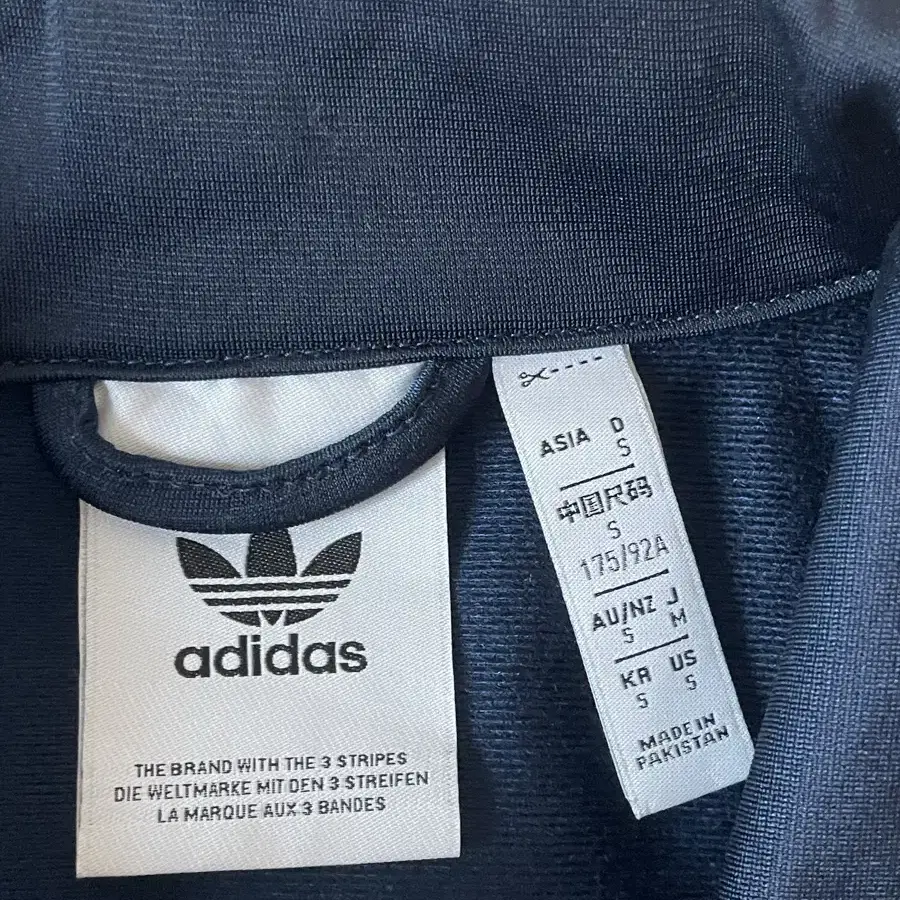 adidas
THE BRAND WITH THE 3 STRIPES
DIE WELTMARKE MIT DEN 3 STREIFEN
LA MARQUE AUX 3 BANDES
ASIA D
S
中国尺码
S
175/92A
AU/NZ J
S M
KR US
S S
MADE IN
PAKISTAN